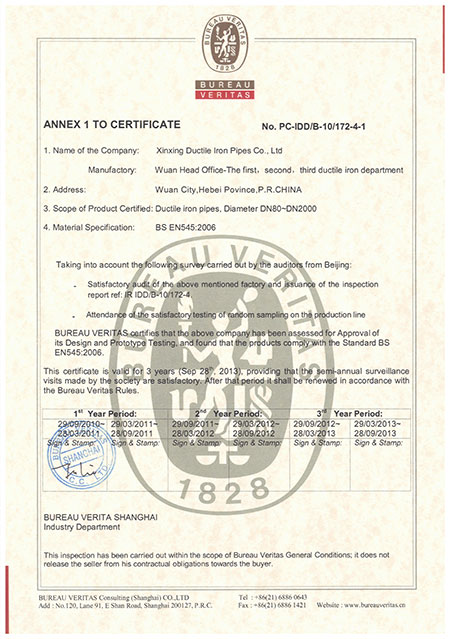 BUREAU VERITAS
1828
BUREAU
VERITAS
ANNEX 1 TO CERTIFICATE No. PC-IDD/B-10/172-4-1
1. Name of the Company: Xinxing Ductile Iron Pipes Co., Ltd
Manufactory: Wuan Head Office-The first, second, third ductile iron department
2. Address: Wuan City,Hebei Povince,P.R.CHINA
3. Scope of Product Certified: Ductile iron pipes, Diameter DN80~DN2000
4. Material Specification: BS EN545:2006
Taking into account the following survey carried out by the auditors from Beijing:
- Satisfactory audit of the above mentioned factory and issuance of the inspection
report ref: IR IDD/B-10/172-4.
- Attendance of the satisfactory testing of random sampling on the production line
BUREAU VERITAS certifies that the above company has been assessed for Approval of
its Design and Prototype Testing, and found that the products comply with the Standard BS
EN545:2006.
This certificate is valid for 3 years (Sep 28th, 2013), providing that the semi-annual surveillance
visits made by the society are satisfactory. After that period it shall be renewed in accordance with
the Bureau Veritas Rules.
1st Year Period: 2nd Year Period: 3rd Year Period:
29/09/2010~ 29/03/2011~ 29/09/2011~ 29/03/2012~ 29/09/2012~ 29/03/2013~
28/03/2011 28/09/2011 28/03/2012 28/09/2012 28/03/2013 28/09/2013
Sign & Stamp: Sign & Stamp: Sign & Stamp: Sign & Stamp: Sign & Stamp: Sign & Stamp:
SHANGHAI
BUREAU VERITAS
1828
BUREAU VERITA SHANGHAI
Industry Department
This inspection has been carried out within the scope of Bureau Veritas General Conditions; it does not
release the seller from his contractual obligations towards the buyer.
BUREAU VERITAS Consulting (Shanghai) CO.,LTD Tel : +86(21) 6886 0643
Add : No.120, Lane 91, E Shan Road, Shanghai 200127, P.R.C. Fax : +86(21) 6886 1421 Website : www.bureauveritas.cn